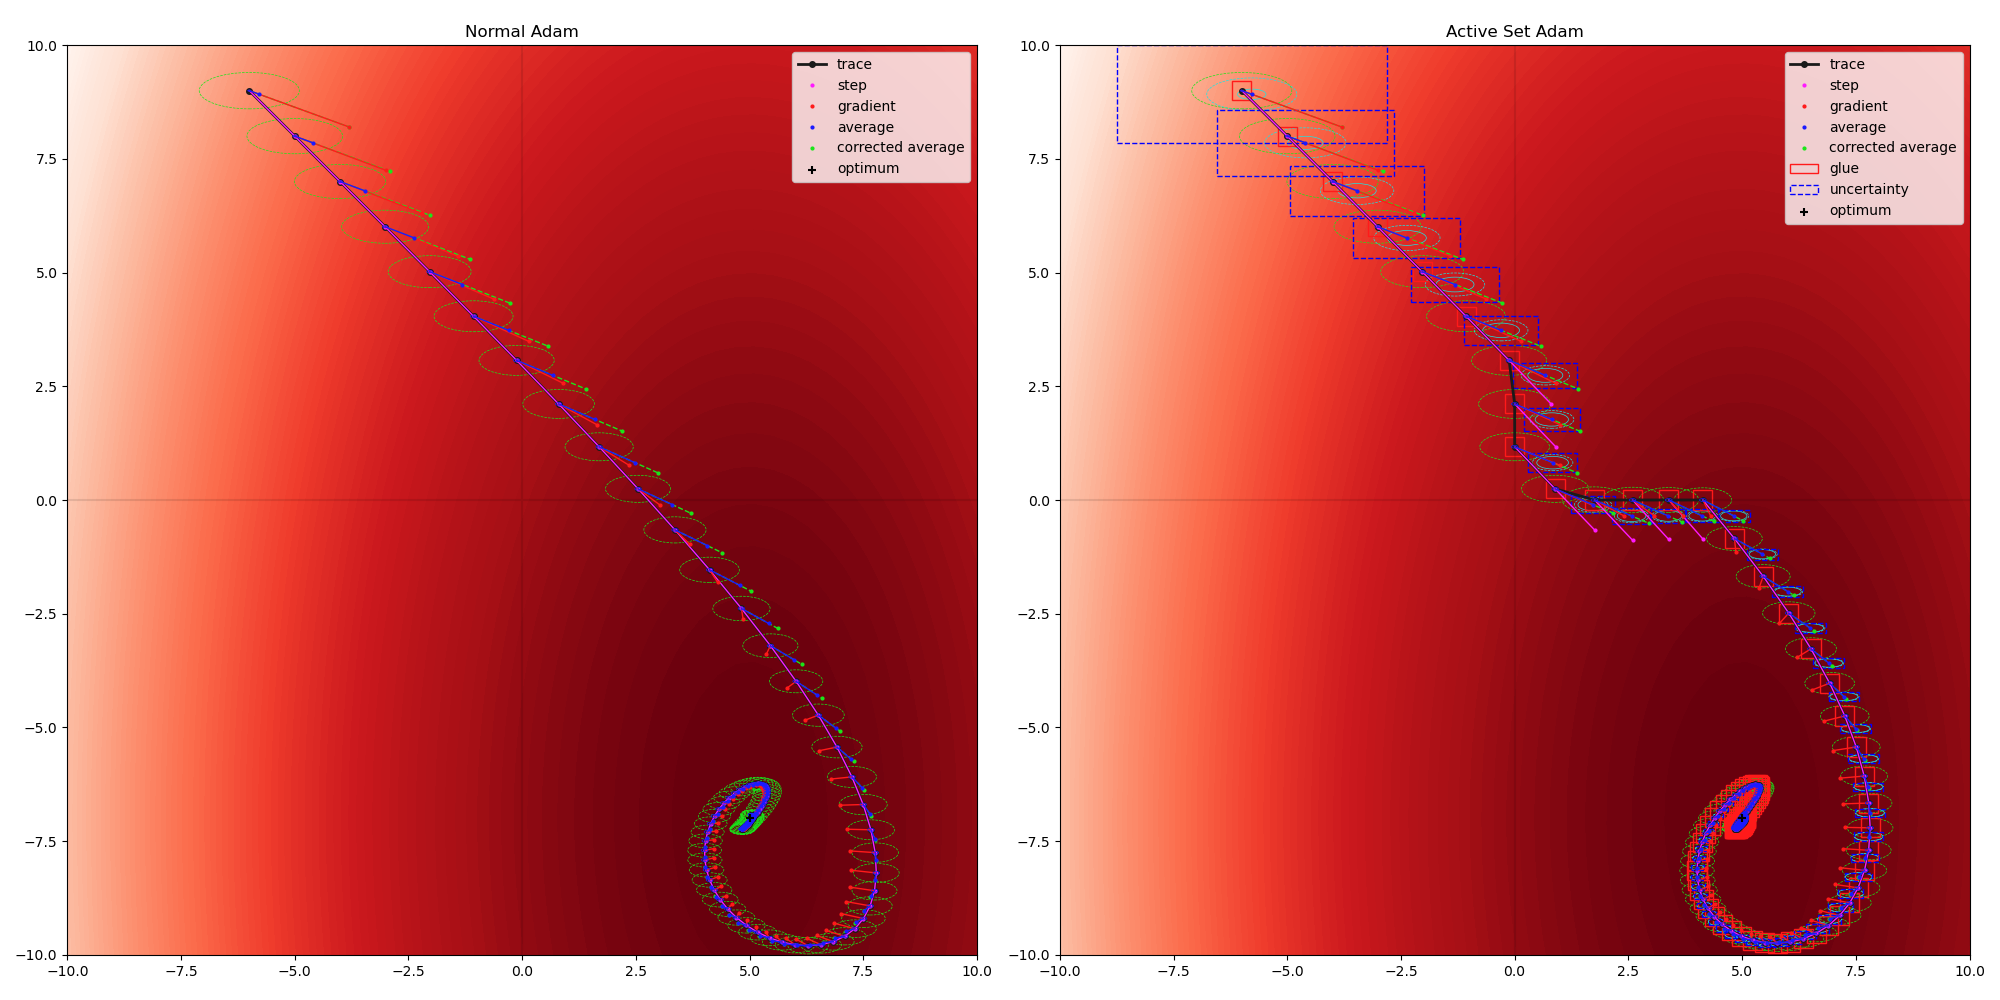 Normal Adam
10.0
7.5
5.0
2.5
0.0
−2.5
−5.0
−7.5
−10.0
−10.0 −7.5 −5.0 −2.5 0.0 2.5 5.0 7.5 10.0
trace
step
gradient
average
corrected average
optimum
Active Set Adam
10.0
7.5
5.0
2.5
0.0
−2.5
−5.0
−7.5
−10.0
−10.0 −7.5 −5.0 −2.5 0.0 2.5 5.0 7.5 10.0
trace
step
gradient
average
corrected average
glue
uncertainty
optimum